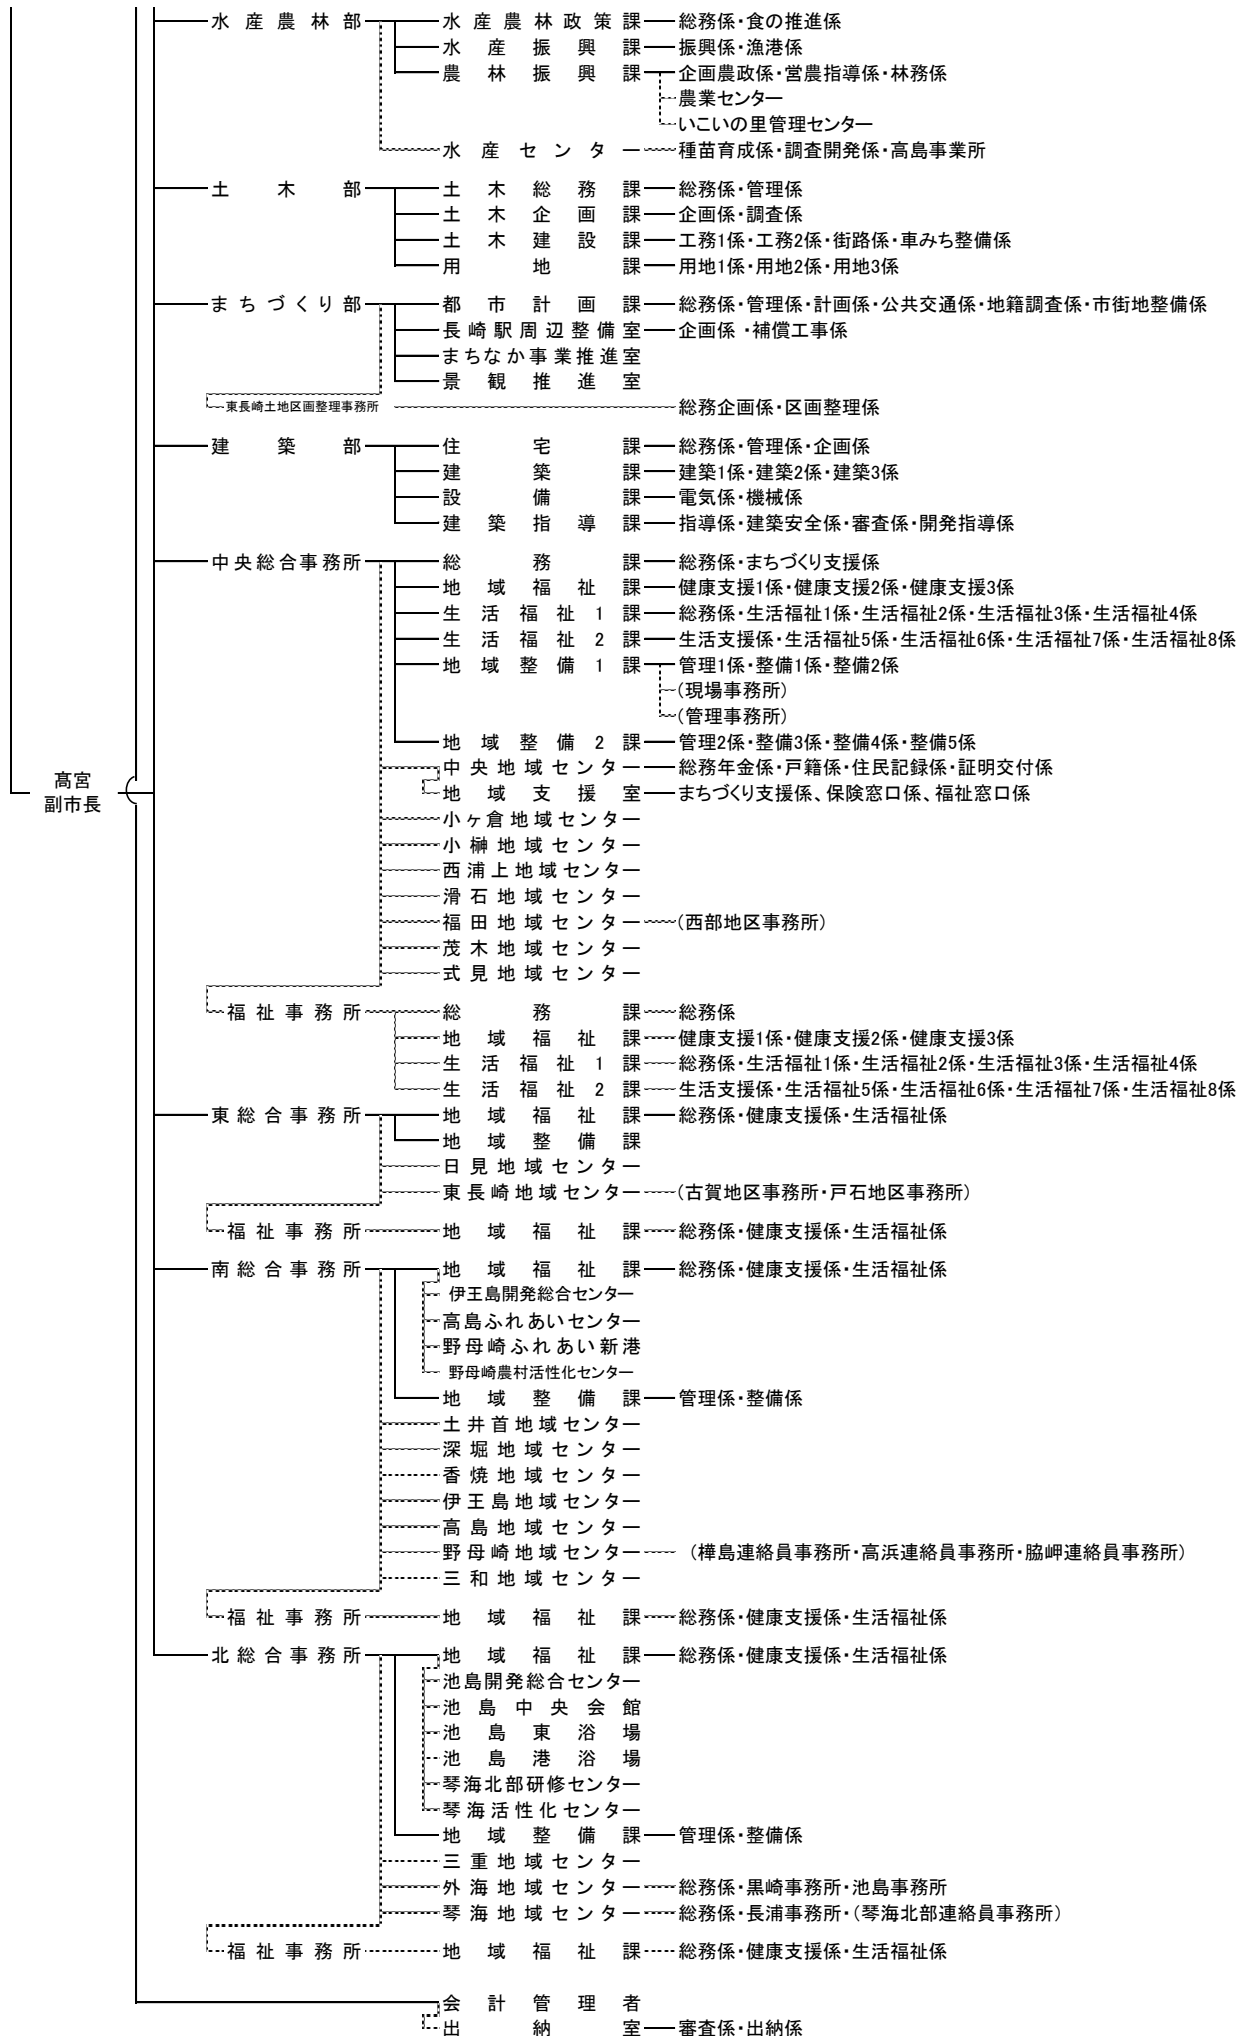 水産農林部 水産農林政策課 総務係・食の推進係
水産振興課 振興係・漁港係
農林振興課 企画農政係・営農指導係・林務係
農業センター
いこいの里管理センター
水産センター 種苗育成係・調査開発係・高島事業所
土木部 土木総務課 総務係・管理係
土木企画課 企画係・調査係
土木建設課 工務1係・工務2係・街路係・車みち整備係
用地課 用地1係・用地2係・用地3係
まちづくり部 都市計画課 総務係・管理係・計画係・公共交通係・地籍調査係・市街地整備係
長崎駅周辺整備室 企画係・補償工事係
まちなか事業推進室
景観推進室
東長崎土地区画整理事務所 総務企画係・区画整理係
建築部 住宅課 総務係・管理係・企画係
建築課 建築1係・建築2係・建築3係
設備課 電気係・機械係
建築指導課 指導係・建築安全係・審査係・開発指導係
中央総合事務所 総務課 総務係・まちづくり支援係
地域福祉課 健康支援1係・健康支援2係・健康支援3係
生活福祉1課 総務係・生活福祉1係・生活福祉2係・生活福祉3係・生活福祉4係
生活福祉2課 生活支援係・生活福祉5係・生活福祉6係・生活福祉7係・生活福祉8係
地域整備1課 管理1係・整備1係・整備2係
(現場事務所)
(管理事務所)
地域整備2課 管理2係・整備3係・整備4係・整備5係
中央地域センター 総務年金係・戸籍係・住民記録係・証明交付係
髙宮
副市長
地域支援室 まちづくり支援係、保険窓口係、福祉窓口係
小ヶ倉地域センター
小榊地域センター
西浦上地域センター
滑石地域センター
福田地域センター (西部地区事務所)
茂木地域センター
式見地域センター
福祉事務所 総務課 総務係
地域福祉課 健康支援1係・健康支援2係・健康支援3係
生活福祉1課 総務係・生活福祉1係・生活福祉2係・生活福祉3係・生活福祉4係
生活福祉2課 生活支援係・生活福祉5係・生活福祉6係・生活福祉7係・生活福祉8係
東総合事務所 地域福祉課 総務係・健康支援係・生活福祉係
地域整備課
日見地域センター
東長崎地域センター (古賀地区事務所・戸石地区事務所)
福祉事務所 地域福祉課 総務係・健康支援係・生活福祉係
南総合事務所 地域福祉課 総務係・健康支援係・生活福祉係
伊王島開発総合センター
高島ふれあいセンター
野母崎ふれあい新港
野母崎農村活性化センター
地域整備課 管理係・整備係
土井首地域センター
深堀地域センター
香焼地域センター
伊王島地域センター
高島地域センター
野母崎地域センター (樺島連絡員事務所・高浜連絡員事務所・脇岬連絡員事務所)
三和地域センター
福祉事務所 地域福祉課 総務係・健康支援係・生活福祉係
北総合事務所 地域福祉課 総務係・健康支援係・生活福祉係
池島開発総合センター
池島中央会館
池島東浴場
池島港浴場
琴海北部研修センター
琴海活性化センター
地域整備課 管理係・整備係
三重地域センター
外海地域センター 総務係・黒崎事務所・池島事務所
琴海地域センター 総務係・長浦事務所・(琴海北部連絡員事務所)
福祉事務所 地域福祉課 総務係・健康支援係・生活福祉係
会計管理者
出納室 審査係・出納係